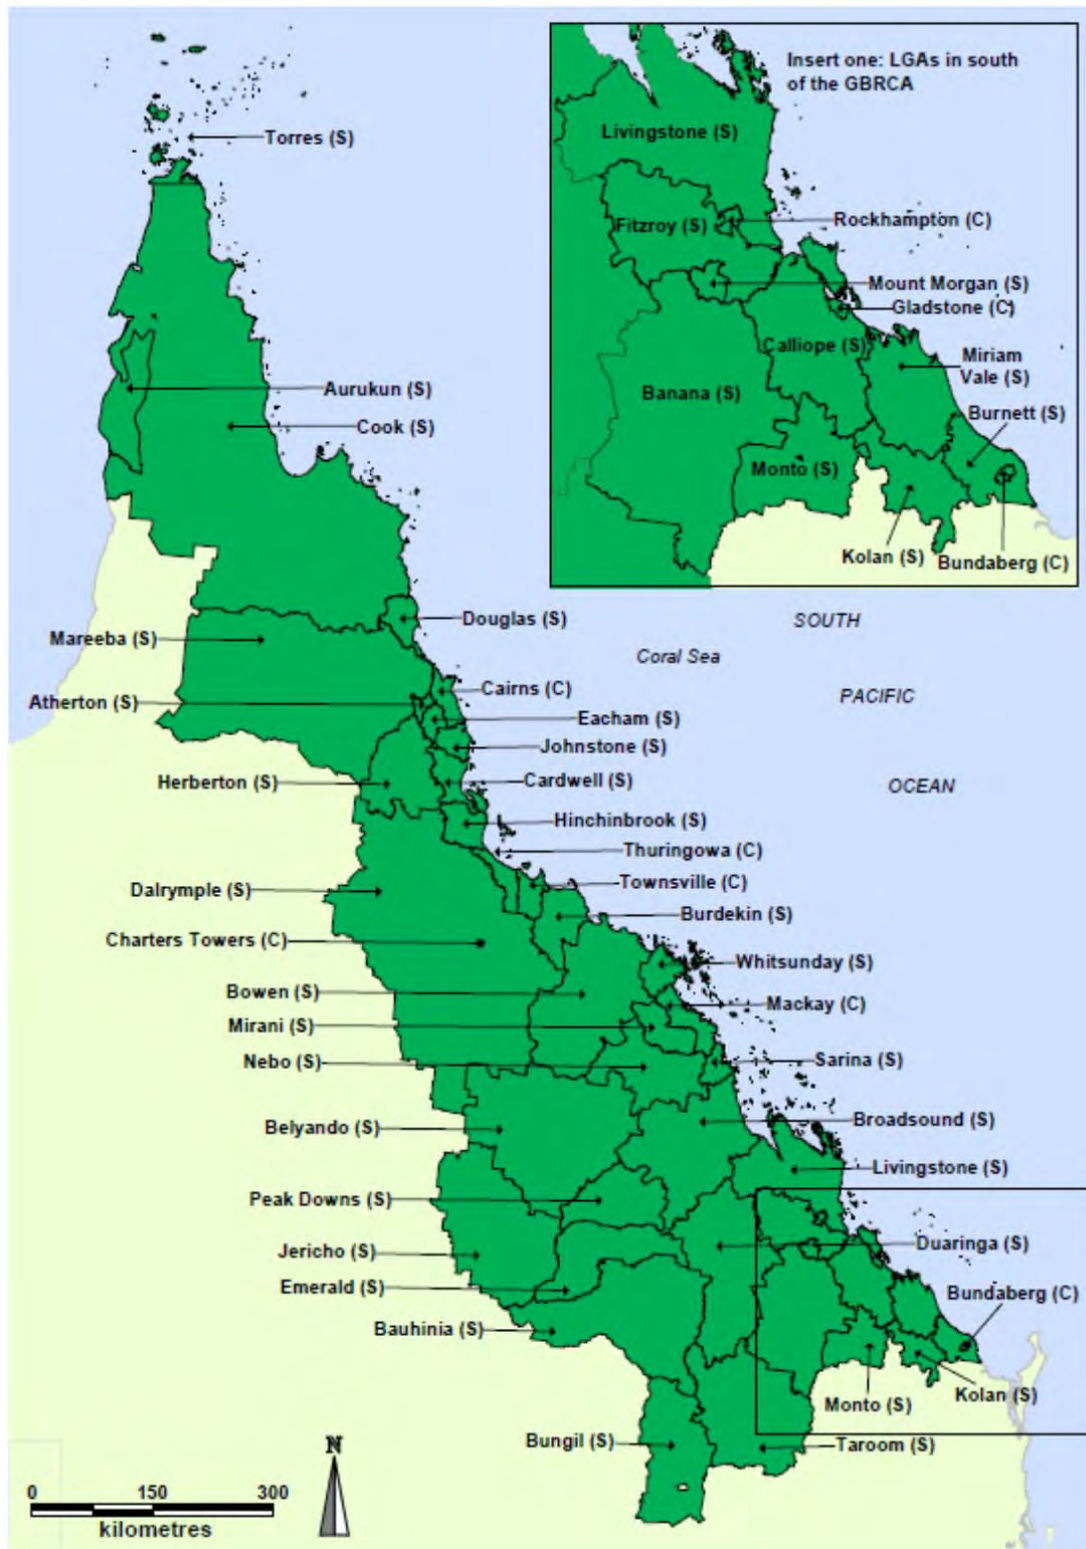 Insert one: LGAs in south
of the GBRCA
Livingstone (S)
Fitzroy (S)
Rockhampton (C)
Mount Morgan (S)
Gladstone (C)
Calliope (S)
Miriam
Vale (S)
Banana (S)
Burnett (S)
Monto (S)
Kolan (S)
Bundaberg (C)
Torres (S)
Aurukun (S)
Cook (S)
Douglas (S)
SOUTH
Mareeba (S)
Coral Sea
Cairns (C)
PACIFIC
Atherton (S)
Eacham (S)
Johnstone (S)
Herberton (S)
Cardwell (S)
OCEAN
Hinchinbrook (S)
Thuringowa (C)
Dalrymple (S)
Townsville (C)
Burdekin (S)
Charters Towers (C)
Whitsunday (S)
Bowen (S)
Mackay (C)
Mirani (S)
Nebo (S)
Sarina (S)
Belyando (S)
Broadsound (S)
Livingstone (S)
Peak Downs (S)
Jericho (S)
Duaringa (S)
Emerald (S)
Bundaberg (C)
Bauhinia (S)
Kolan (S)
Monto (S)
Bungil (S)
Taroom (S)
N
0 150 300
kilometres